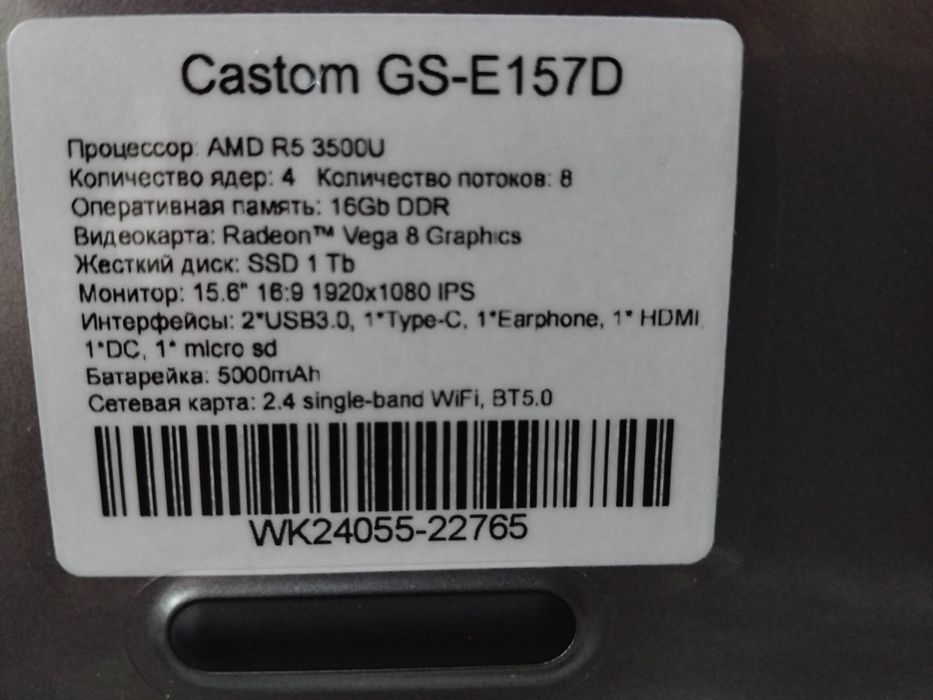 Castom GS-E157D
Процессор: AMD R5 3500U
Количество ядер: 4 Количество потоков: 8
Оперативная память: 16Gb DDR
Видеокарта: Radeon™ Vega 8 Graphics
Жесткий диск: SSD 1 Tb
Монитор: 15.6" 16:9 1920x1080 IPS
Интерфейсы: 2*USB3.0, 1*Type-C, 1*Earphone, 1* HDMI,
1*DC, 1* micro sd
Батарейка: 5000mAh
Сетевая карта: 2.4 single-band WiFi, BT5.0
WK24055-22765